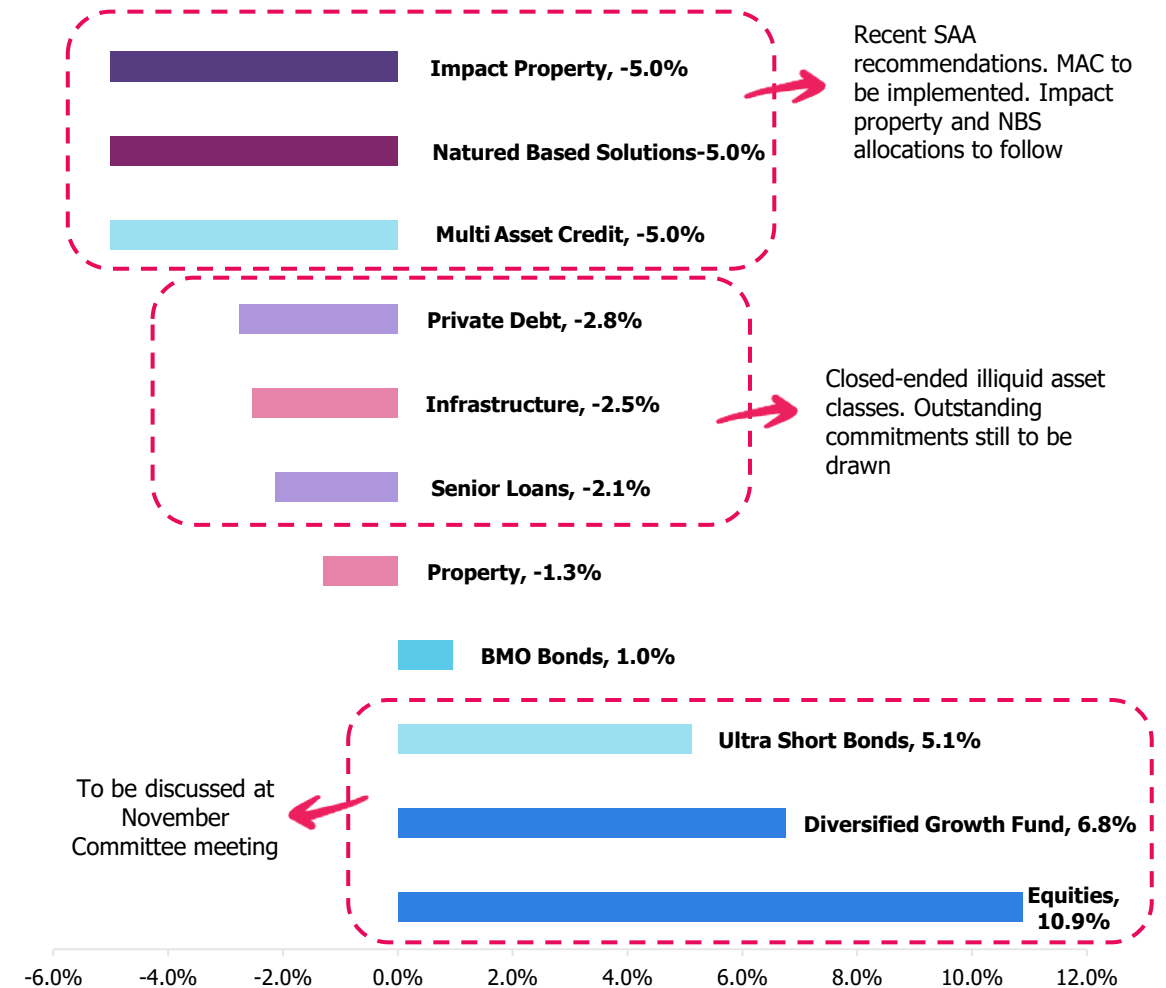 Recent SAA
recommendations. MAC to
be implemented. Impact
property and NBS
allocations to follow
Impact Property, -5.0%
Natured Based Solutions-5.0%
Multi Asset Credit, -5.0%
Private Debt, -2.8%
Infrastructure, -2.5%
Senior Loans, -2.1%
Closed-ended illiquid asset
classes. Outstanding
commitments still to be
drawn
Property, -1.3%
BMO Bonds, 1.0%
Ultra Short Bonds, 5.1%
Diversified Growth Fund, 6.8%
Equities,
10.9%
To be discussed at
November
Committee meeting
-6.0% -4.0% -2.0% 0.0% 2.0% 4.0% 6.0% 8.0% 10.0% 12.0%